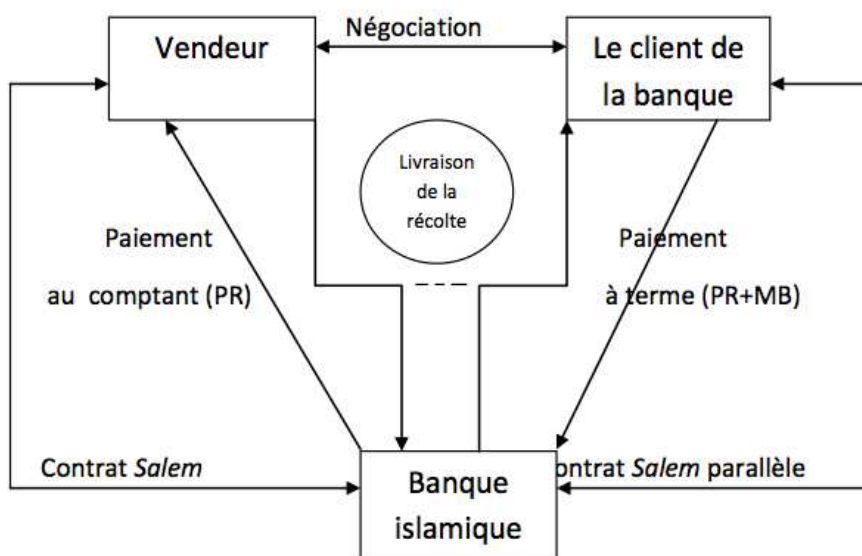 Négociation
Vendeur
Le client de
la banque
Livraison
de la
récolte
Paiement
au comptant (PR)
Paiement
à terme (PR+MB)
Contrat Salem
ontrat Salem parallèle
Banque
islamique